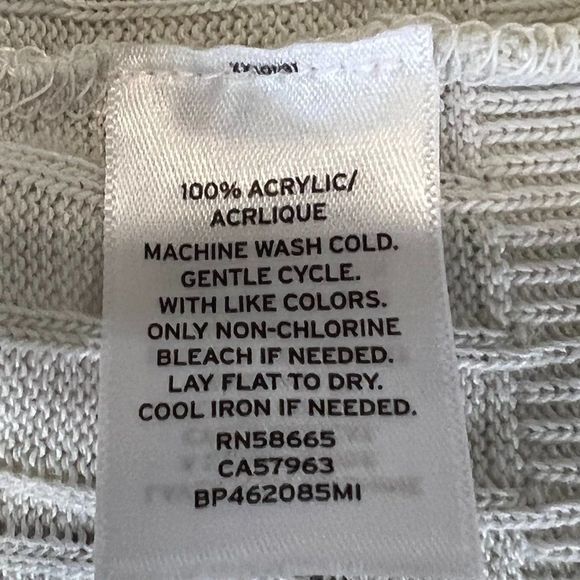 100% ACRYLIC/
ACRLIQUE
MACHINE WASH COLD.
GENTLE CYCLE.
WITH LIKE COLORS.
ONLY NON-CHLORINE
BLEACH IF NEEDED.
LAY FLAT TO DRY.
COOL IRON IF NEEDED.
RN58665
CA57963
BP462085MI